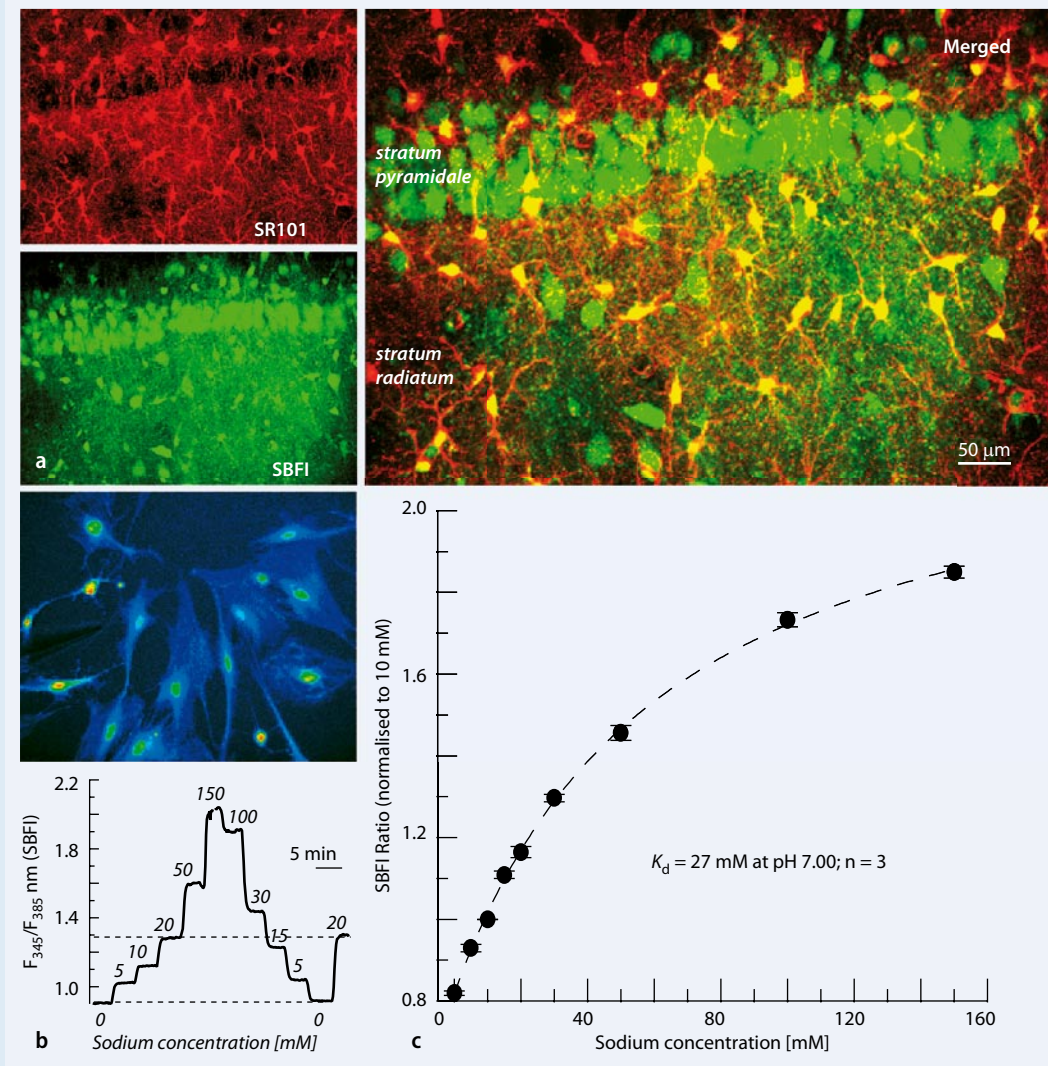 SR101
SBFI
a
Merged
stratum
pyramidale
stratum
radiatum
50 µm
2.2
1.8
1.4
1.0
F345/F385 nm (SBFI)
150
100
50
5 min
30
20
20
15
10
5
5
0
0
b
Sodium concentration [mM]
2.0
1.6
1.2
0.8
SBFI Ratio (normalised to 10 mM)
Kd = 27 mM at pH 7.00; n = 3
0
40
80
120
160
c
Sodium concentration [mM]